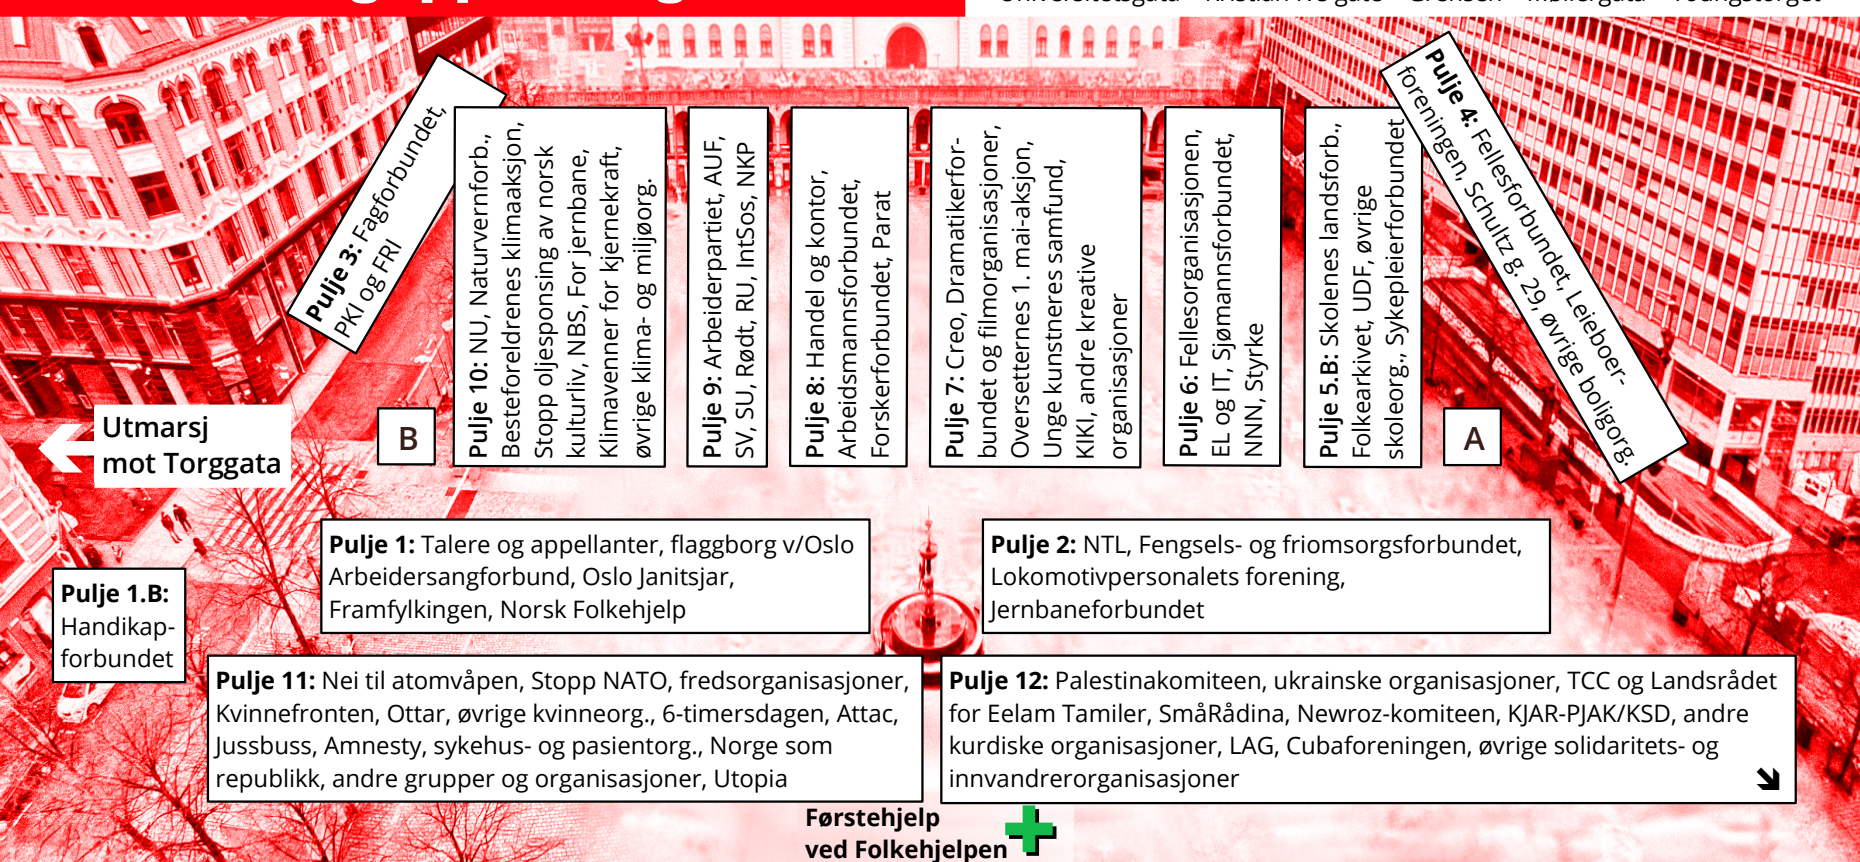 Pulje 3: Fagforbundet,
PKI og FRI
Pulje 10: NU, Naturvernforb.,
Besteforeldrenes klimaaksjon,
Stopp oljesponsing av norsk
kulturliv, NBS, For jernbane,
Klimavenner for kjernekraft,
øvrige klima- og miljøorg.
Pulje 9: Arbeiderpartiet, AUF,
SV, SU, Rødt, RU, IntSos, NKP
Pulje 8: Handel og kontor,
Arbeidsmannsforbundet,
Forskerforbundet, Parat
Pulje 7: Creo, Dramatikerfor-
bundet og filmorganisasjoner,
Oversetternes 1. mai-aksjon,
Unge kunstneres samfund,
KIKI, andre kreative
organisasjoner
Pulje 6: Fellesorganisasjonen,
EL og IT, Sjømannsforbundet,
NNN, Styrke
Pulje 5.B: Skolenes landsforb.,
Folkearkivet, UDF, øvrige
skoleorg., Sykepleierforbundet
Pulje 4: Fellesforbundet, Leieboer-
foreningen, Schultz g. 29, øvrige boligorg.
Utmarsj
mot Torggata
B
A
Pulje 1: Talere og appellanter, flaggborg v/Oslo
Arbeidersangforbund, Oslo Janitsjar,
Framfylkingen, Norsk Folkehjelp
Pulje 2: NTL, Fengsels- og friomsorgsforbundet,
Lokomotivpersonalets forening,
Jernbaneforbundet
Pulje 1.B:
Handikap-
forbundet
Pulje 11: Nei til atomvåpen, Stopp NATO, fredsorganisasjoner,
Kvinnefronten, Ottar, øvrige kvinneorg., 6-timersdagen, Attac,
Jussbuss, Amnesty, sykehus- og pasientorg., Norge som
republikk, andre grupper og organisasjoner, Utopia
Pulje 12: Palestinakomiteen, ukrainske organisasjoner, TCC og Landsrådet
for Eelam Tamiler, SmåRådina, Newroz-komiteen, KJAR-PJAK/KSD, andre
kurdiske organisasjoner, LAG, Cubaforeningen, øvrige solidaritets- og
innvandrerorganisasjoner
Førstehjelp
ved Folkehjelpen